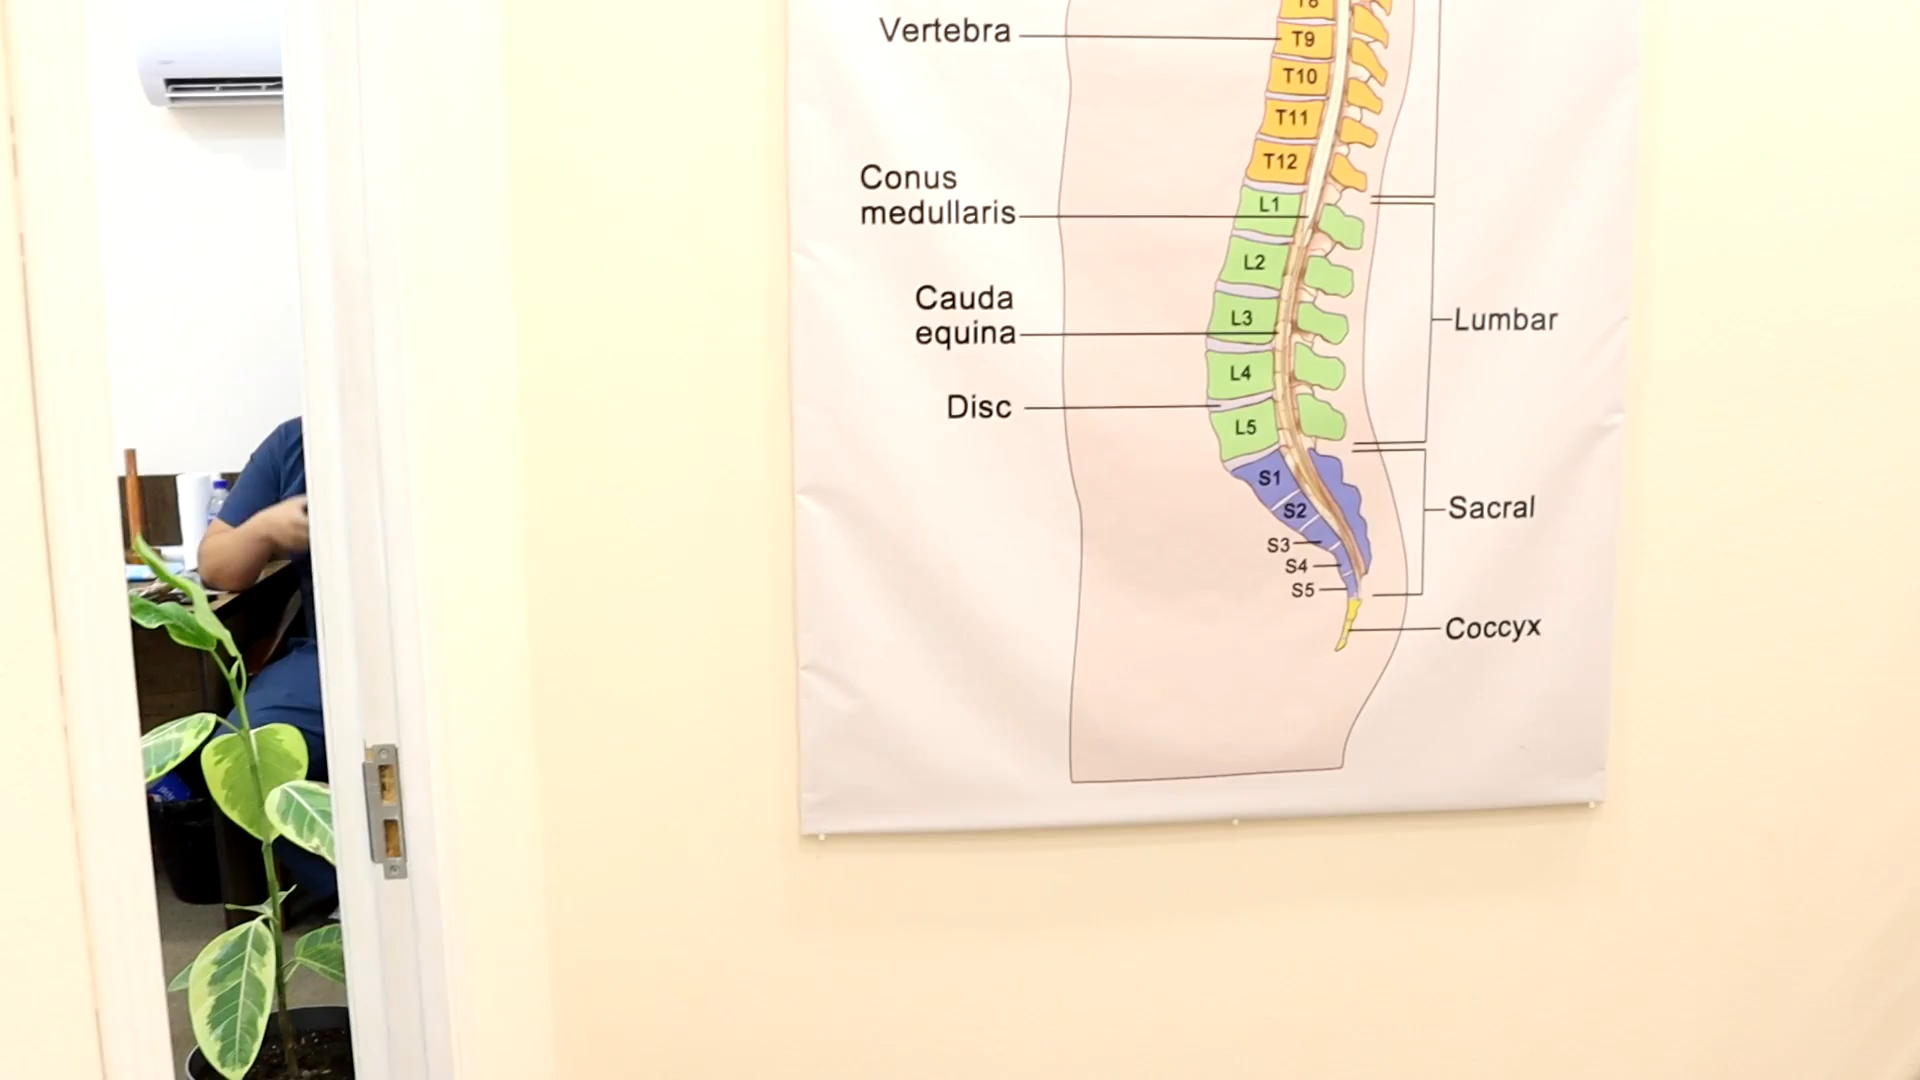 T8
Vertebra
T9
T10
T11
T12
Conus
medullaris
L1
L2
Cauda
equina
L3
Lumbar
L4
Disc
L5
S1
S2
Sacral
S3
S4
S5
Coccyx